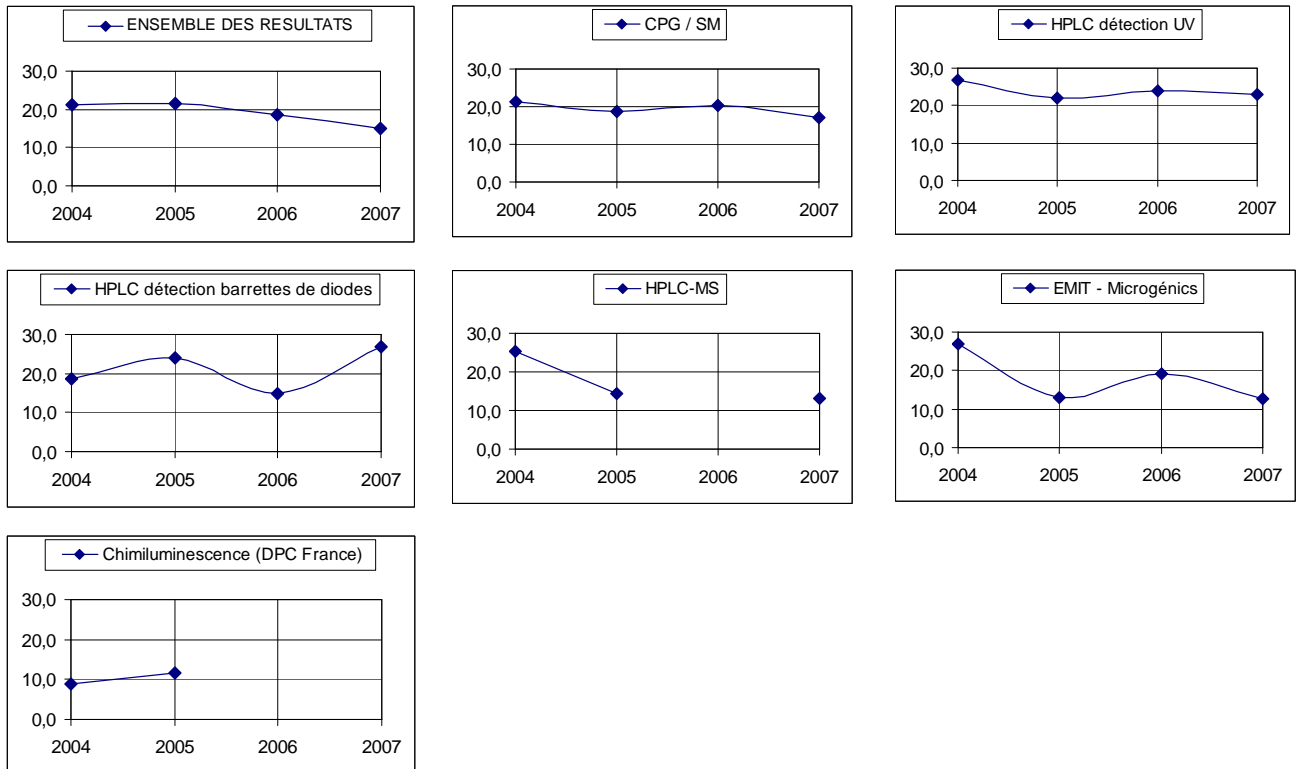 ENSEMBLE DES RESULTATS
30,0
20,0
10,0
0,0
2004 2005 2006 2007
CPG / SM
30,0
20,0
10,0
0,0
2004 2005 2006 2007
HPLC détection UV
30,0
20,0
10,0
0,0
2004 2005 2006 2007
HPLC détection barrettes de diodes
30,0
20,0
10,0
0,0
2004 2005 2006 2007
HPLC-MS
30,0
20,0
10,0
0,0
2004 2005 2006 2007
EMIT - Microgénics
30,0
20,0
10,0
0,0
2004 2005 2006 2007
Chimiluminescence (DPC France)
30,0
20,0
10,0
0,0
2004 2005 2006 2007